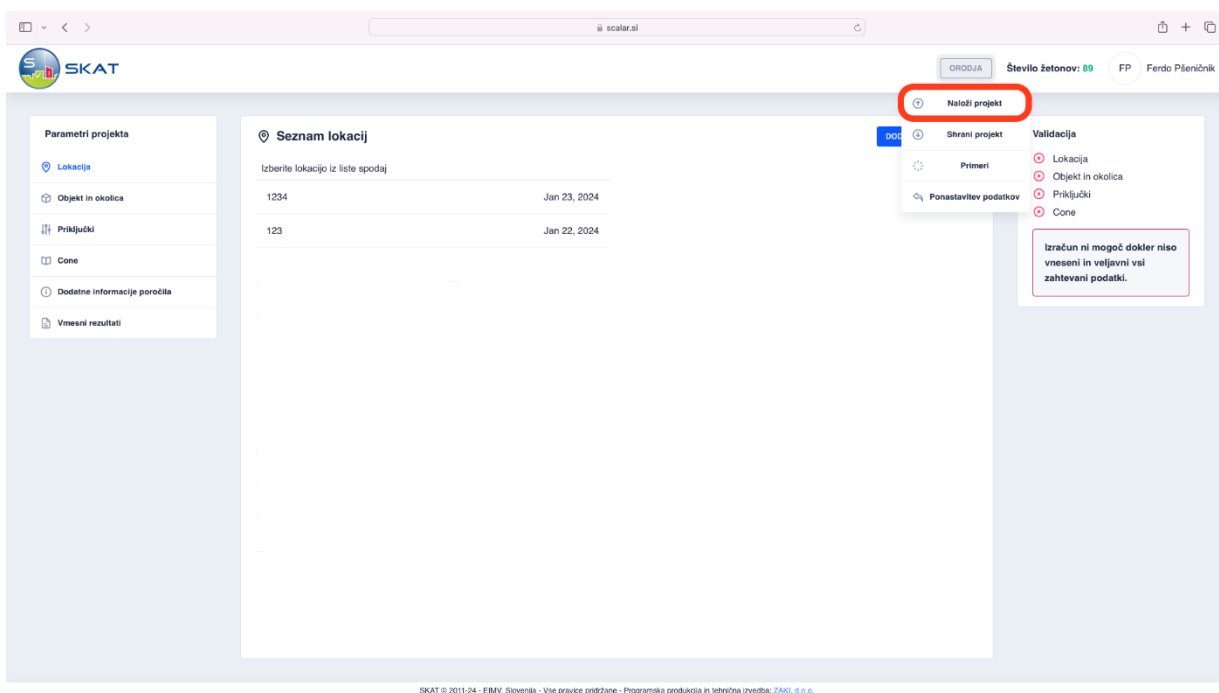 scalar.si
SKAT
ORODJA
Število žetonov: 89
FP
Ferdo Pšeničnik
Naloži projekt
Shrani projekt
Primeri
Ponastavitev podatkov
Parametri projekta
Lokacija
Objekt in okolica
Priključki
Cone
Dodatne informacije poročila
Vmesni rezultati
Seznam lokacij
Izberite lokacijo iz liste spodaj
1234 Jan 23, 2024
123 Jan 22, 2024
Validacija
Lokacija
Objekt in okolica
Priključki
Cone
Izračun ni mogoč dokler niso
vneseni in veljavni vsi
zahtevani podatki.
SKAT © 2011-24 - EIMV, Slovenija - Vse pravice pridržane - Programska produkcija in tehnična izvedba: ZAKL d.o.o.